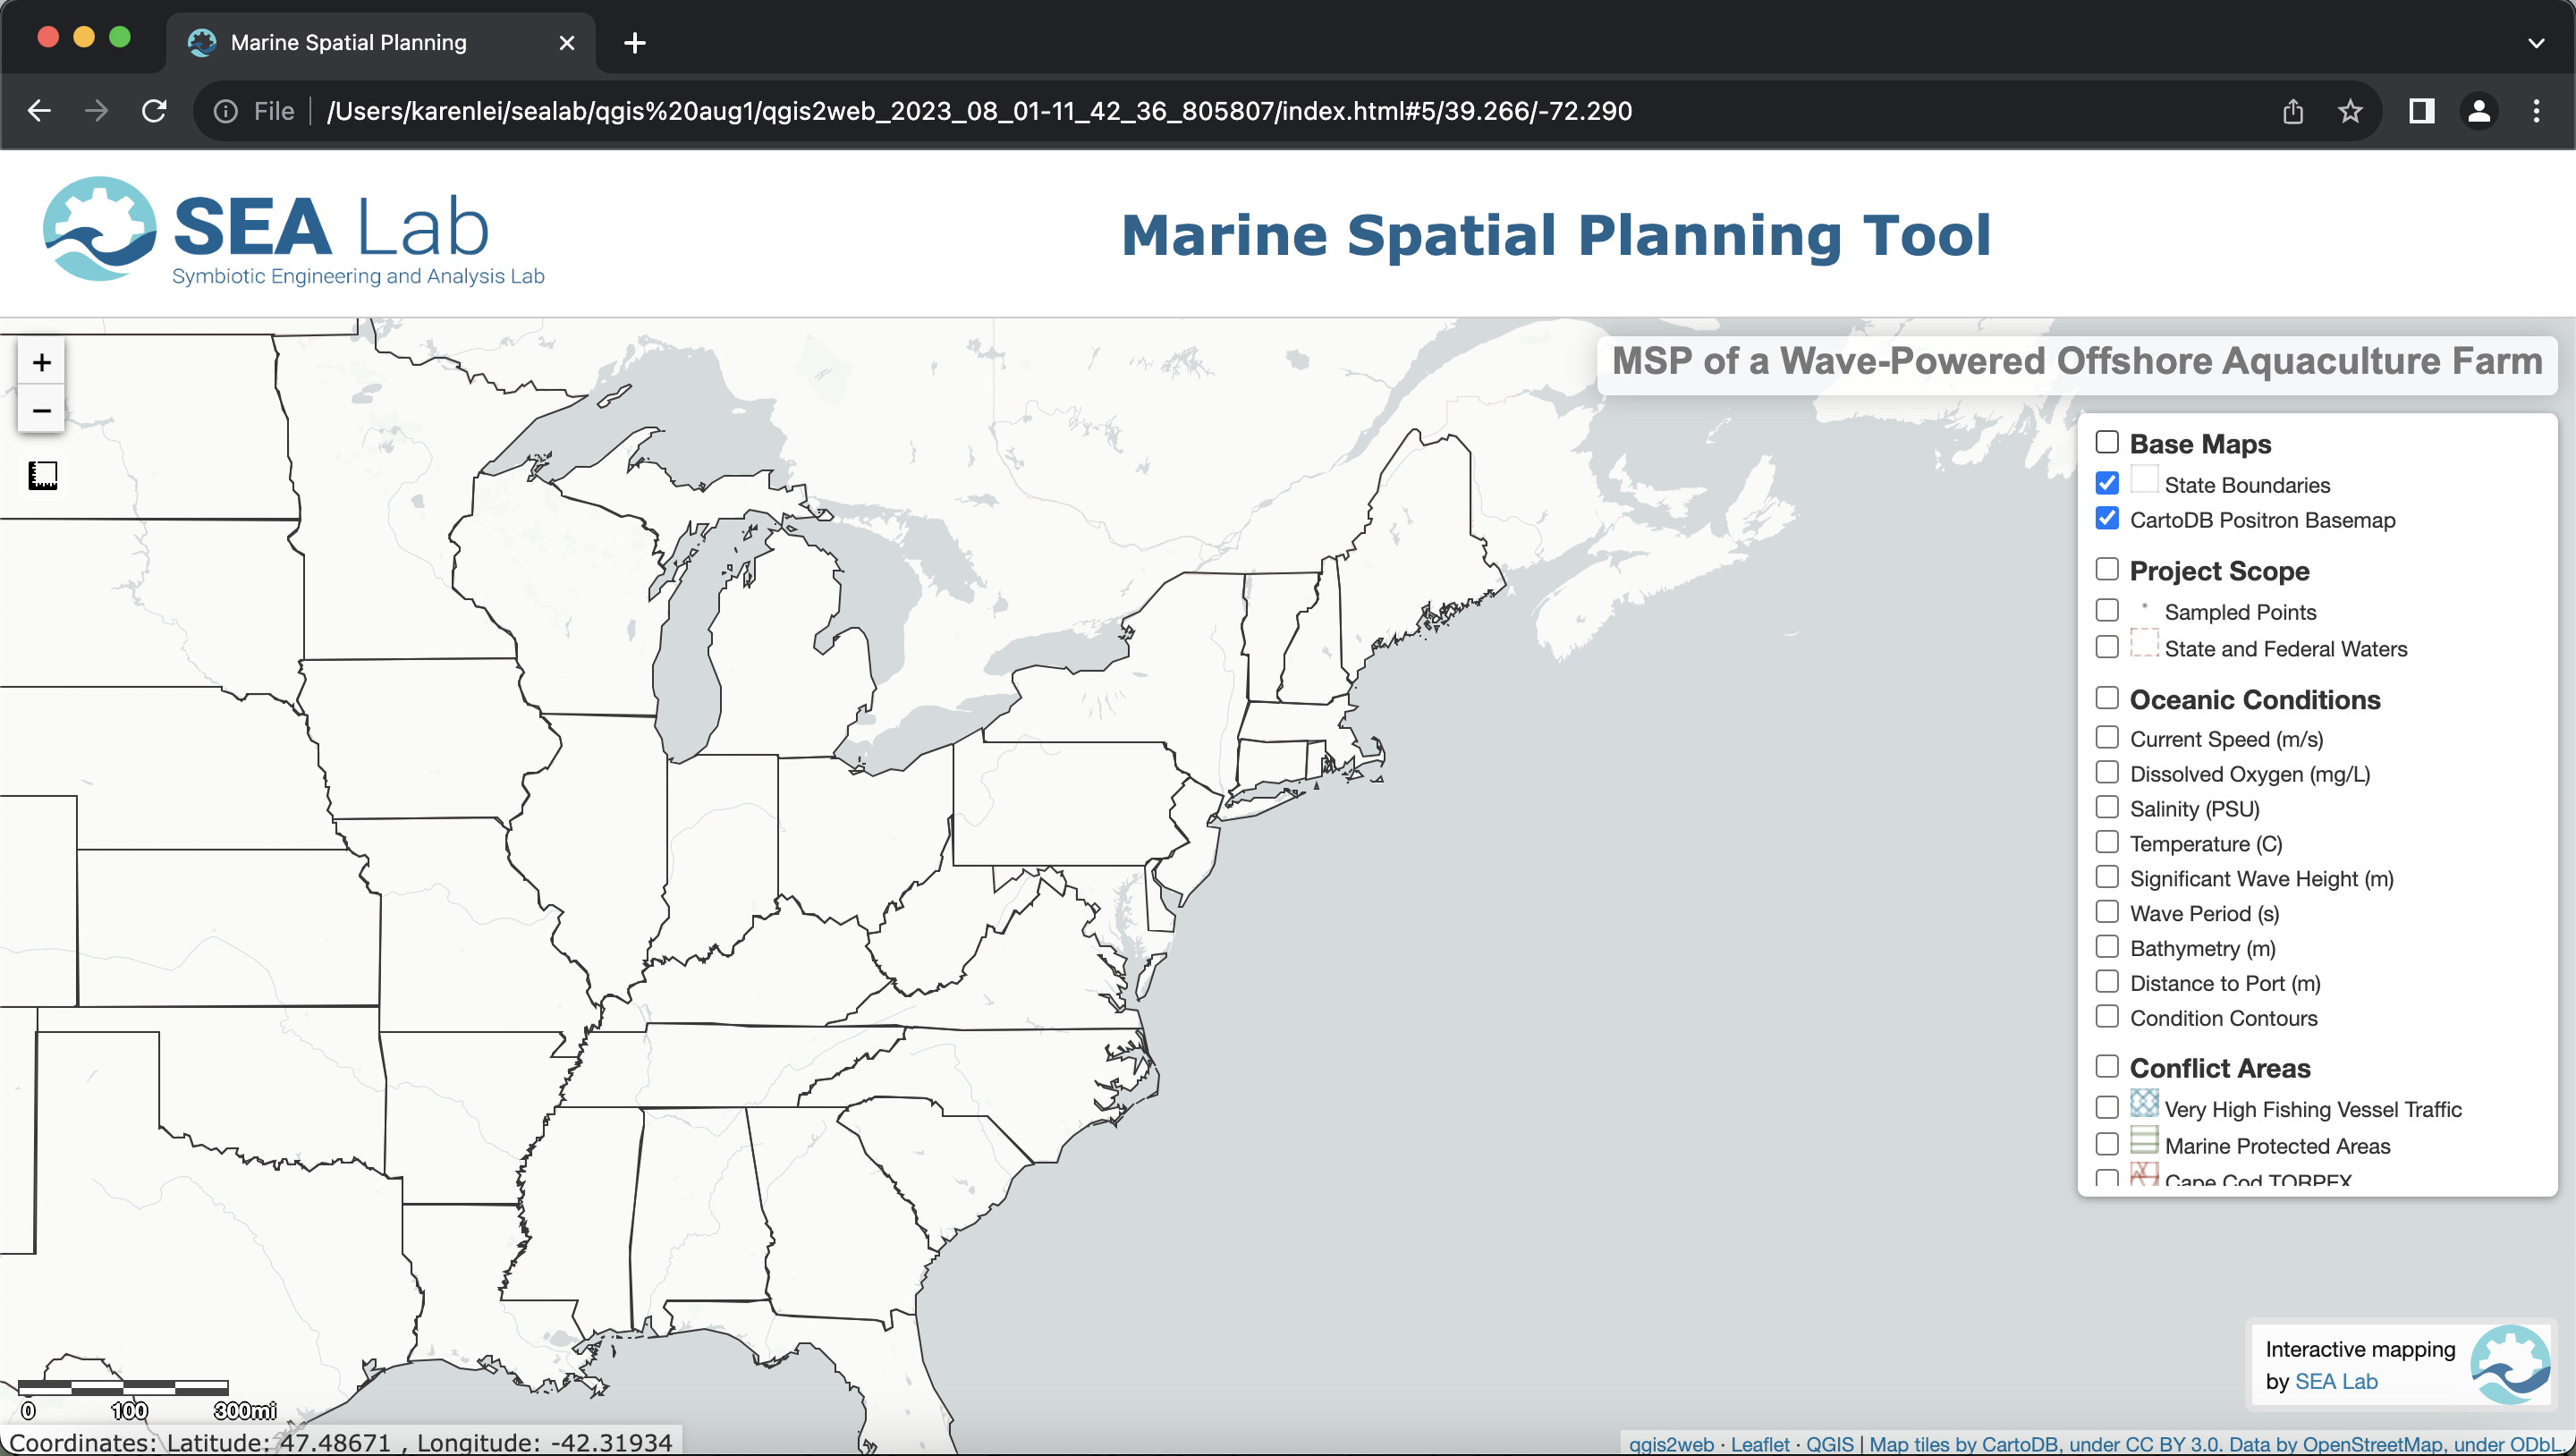 Marine Spatial Planning
File
/Users/karenlei/sealab/qgis%20aug1/qgis2web_2023_08_01-11_42_36_805807/index.html#5/39.266/-72.290
SEA Lab
Symbiotic Engineering and Analysis Lab
Marine Spatial Planning Tool
+
−
MSP of a Wave-Powered Offshore Aquaculture Farm
Base Maps
State Boundaries
CartoDB Positron Basemap
Project Scope
Sampled Points
State and Federal Waters
Oceanic Conditions
Current Speed (m/s)
Dissolved Oxygen (mg/L)
Salinity (PSU)
Temperature (C)
Significant Wave Height (m)
Wave Period (s)
Bathymetry (m)
Distance to Port (m)
Condition Contours
Conflict Areas
Very High Fishing Vessel Traffic
Marine Protected Areas
Cape Cod TORPEX
Interactive mapping
by SEA Lab
0 100 300mi
Coordinates: Latitude: 47.48671 , Longitude: -42.31934
qgis2web · Leaflet · QGIS | Map tiles by CartoDB, under CC BY 3.0. Data by OpenStreetMap, under ODbL.